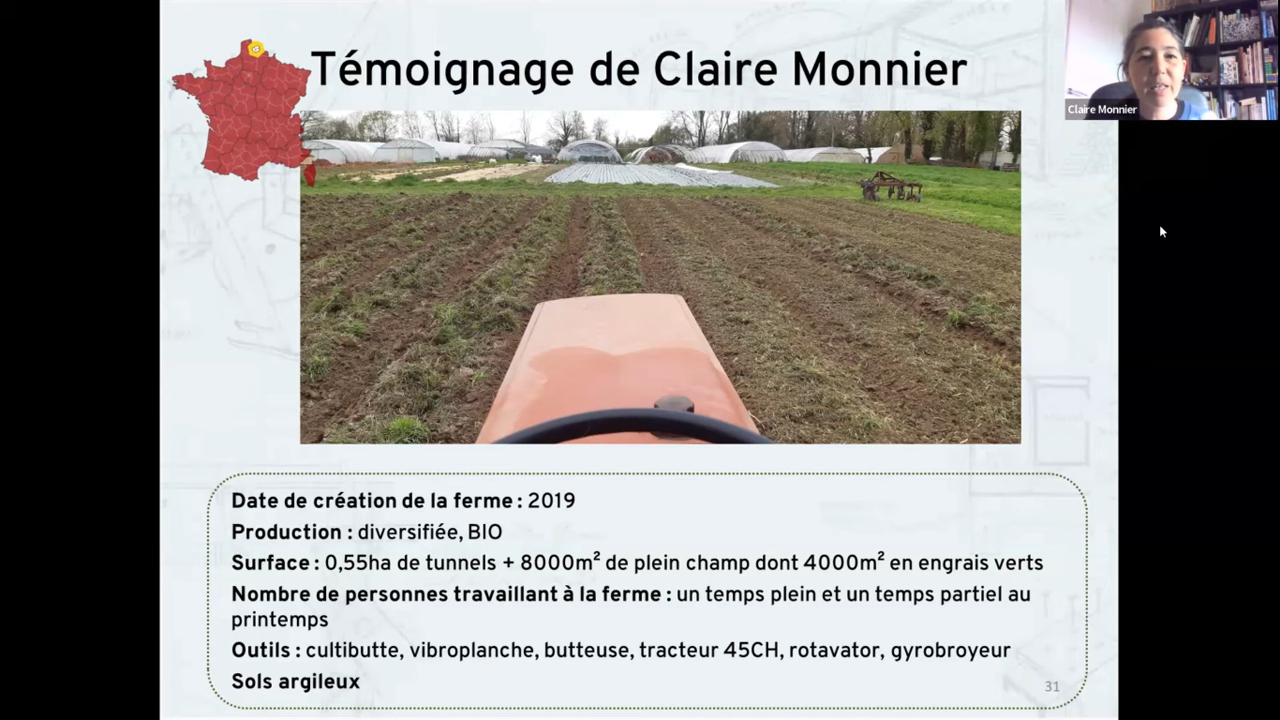 Témoignage de Claire Monnier
Claire Monnier
Date de création de la ferme : 2019
Production : diversifiée, BIO
Surface : 0,55ha de tunnels + 8000m² de plein champ dont 4000m² en engrais verts
Nombre de personnes travaillant à la ferme : un temps plein et un temps partiel au
printemps
Outils : cultibutte, vibroplanche, butteuse, tracteur 45CH, rotavator, gyrobroyeur
Sols argileux
31